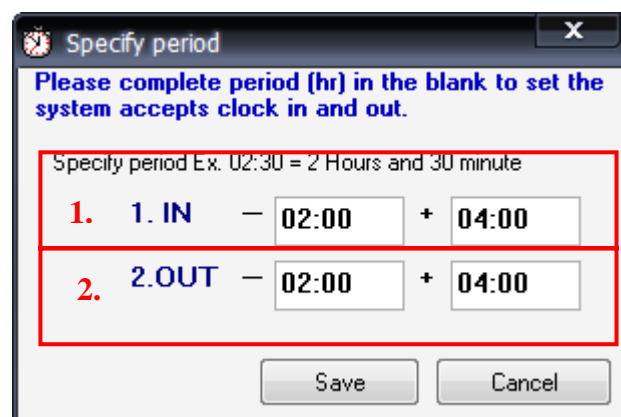 Specify period
x
Please complete period (hr) in the blank to set the
system accepts clock in and out.
Specify period Ex. 02:30 = 2 Hours and 30 minute
1. 1. IN – 02:00 + 04:00
2. 2.OUT – 02:00 + 04:00
Save Cancel